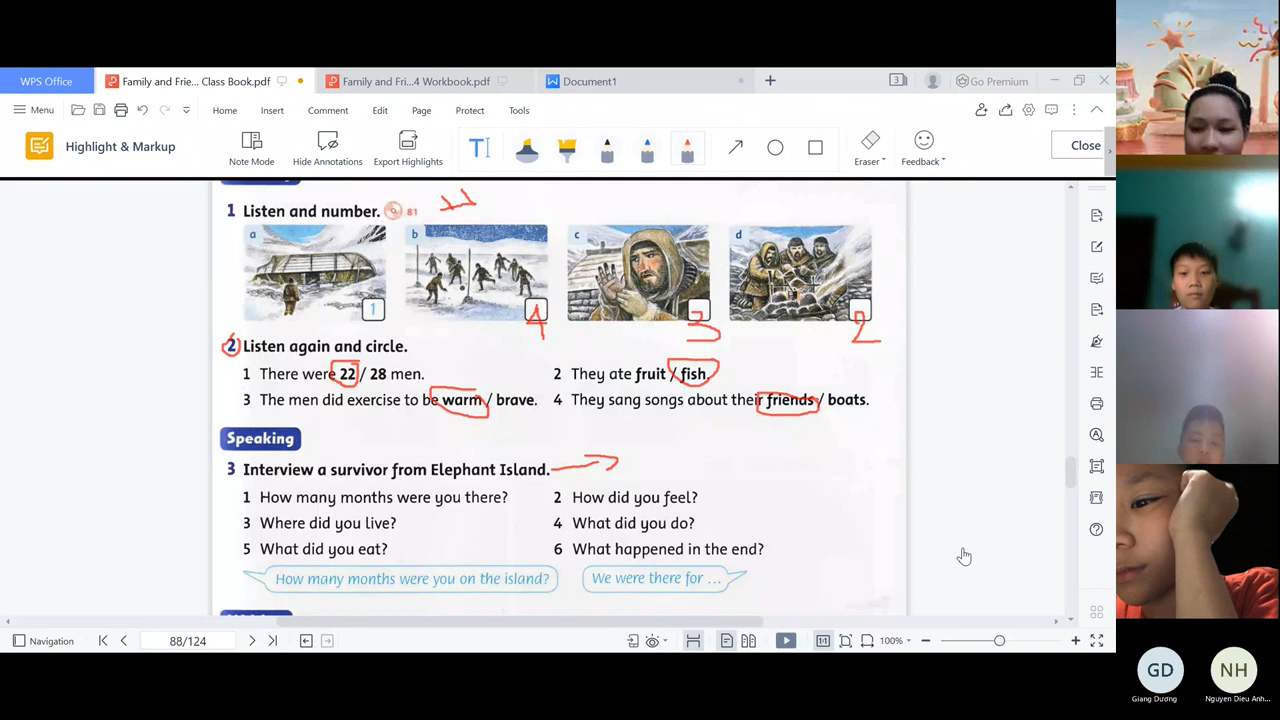 WPS Office
Family and Frie... Class Book.pdf
Family and Fri...4 Workbook.pdf
Document1
3
Go Premium
Menu
Home
Insert
Comment
Edit
Page
Protect
Tools
Highlight & Markup
Note Mode
Hide Annotations
Export Highlights
Eraser
Feedback
Close
1 Listen and number. 81
a
b
c
d
1
4
3
2
2 Listen again and circle.
1 There were 22 / 28 men.
2 They ate fruit / fish.
3 The men did exercise to be warm / brave.
4 They sang songs about their friends / boats.
Speaking
3 Interview a survivor from Elephant Island.
1 How many months were you there?
2 How did you feel?
3 Where did you live?
4 What did you do?
5 What did you eat?
6 What happened in the end?
How many months were you on the island?
We were there for ...
Navigation
88/124
100%
GD
Giang Dương
NH
Nguyen Dieu Anh...